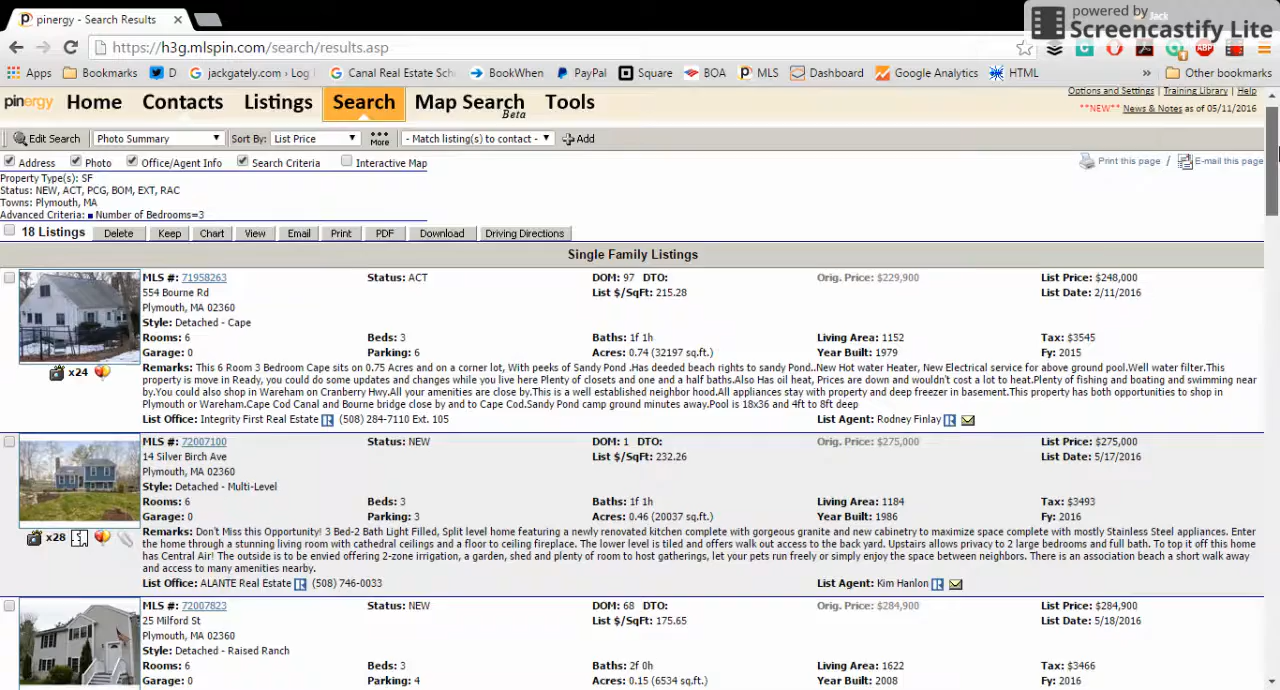 pinergy - Search Results
powered by
Screencastify Lite
https://h3g.mlspin.com/search/results.asp
Apps Bookmarks D jackgately.com › Log Canal Real Estate Sch BookWhen PayPal Square BOA MLS Dashboard Google Analytics HTML » Other bookmarks
pinergy Home Contacts Listings Search Map Search Beta Tools
Options and Settings | Training Library | Help
**NEW** News & Notes as of 05/11/2016
Edit Search Photo Summary Sort By: List Price More - Match listing(s) to contact - Add
Address Photo Office/Agent Info Search Criteria Interactive Map Print this page / E-mail this page
Property Type(s): SF
Status: NEW, ACT, PCG, BOM, EXT, RAC
Towns: Plymouth, MA
Advanced Criteria: ■ Number of Bedrooms=3
18 Listings Delete Keep Chart View Email Print PDF Download Driving Directions
Single Family Listings
MLS #: 71958263 Status: ACT DOM: 97 DTO: Orig. Price: $229,900 List Price: $248,000
554 Bourne Rd List $/SqFt: 215.28 List Date: 2/11/2016
Plymouth, MA 02360
Style: Detached - Cape
Rooms: 6 Beds: 3 Baths: 1f 1h Living Area: 1152 Tax: $3545
Garage: 0 Parking: 6 Acres: 0.74 (32197 sq.ft.) Year Built: 1979 Fy: 2015
x24
Remarks: This 6 Room 3 Bedroom Cape sits on 0.75 Acres and on a corner lot, With peeks of Sandy Pond .Has deeded beach rights to sandy Pond..New Hot water Heater, New Electrical service for above ground pool.Well water filter.This
property is move in Ready, you could do some updates and changes while you live here Plenty of closets and one and a half baths.Also Has oil heat, Prices are down and wouldn't cost a lot to heat.Plenty of fishing and boating and swimming near
by.You could also shop in Wareham on Cranberry Hwy.All your amenities are close by.This is a well established neighbor hood.All appliances stay with property and deep freezer in basement.This property has both opportunities to shop in
Plymouth or Wareham.Cape Cod Canal and Bourne bridge close by and to Cape Cod.Sandy Pond camp ground minutes away.Pool is 18x36 and 4ft to 8ft deep
List Office: Integrity First Real Estate (508) 284-7110 Ext. 105 List Agent: Rodney Finlay
MLS #: 72007100 Status: NEW DOM: 1 DTO: Orig. Price: $275,000 List Price: $275,000
14 Silver Birch Ave List $/SqFt: 232.26 List Date: 5/17/2016
Plymouth, MA 02360
Style: Detached - Multi-Level
Rooms: 6 Beds: 3 Baths: 1f 1h Living Area: 1184 Tax: $3493
Garage: 0 Parking: 3 Acres: 0.46 (20037 sq.ft.) Year Built: 1986 Fy: 2016
x28
Remarks: Don't Miss this Opportunity! 3 Bed-2 Bath Light Filled, Split level home featuring a newly renovated kitchen complete with gorgeous granite and new cabinetry to maximize space complete with mostly Stainless Steel appliances. Enter
the home through a stunning living room with cathedral ceilings and a floor to ceiling fireplace. The lower level is tiled and offers walk out access to the back yard. Upstairs allows privacy to 2 large bedrooms and full bath. To top it off this home
has Central Air! The outside is to be envied offering 2-zone irrigation, a garden, shed and plenty of room to host gatherings, let your pets run freely or simply enjoy the space between neighbors. There is an association beach a short walk away
and access to many amenities nearby.
List Office: ALANTE Real Estate (508) 746-0033 List Agent: Kim Hanlon
MLS #: 72007823 Status: NEW DOM: 68 DTO: Orig. Price: $284,900 List Price: $284,900
25 Milford St List $/SqFt: 175.65 List Date: 5/18/2016
Plymouth, MA 02360
Style: Detached - Raised Ranch
Rooms: 6 Beds: 3 Baths: 2f 0h Living Area: 1622 Tax: $3466
Garage: 0 Parking: 4 Acres: 0.15 (6534 sq.ft.) Year Built: 2008 Fy: 2016